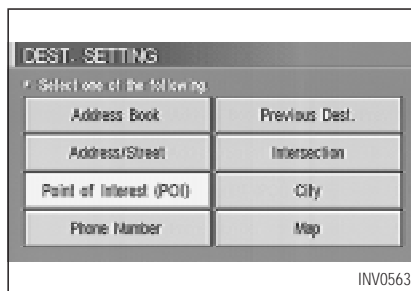 DEST. SETTING
Select one of the following.
Address Book
Previous Dest.
Address/Street
Intersection
Point of Interest (POI)
City
Phone Number
Map
INV0563